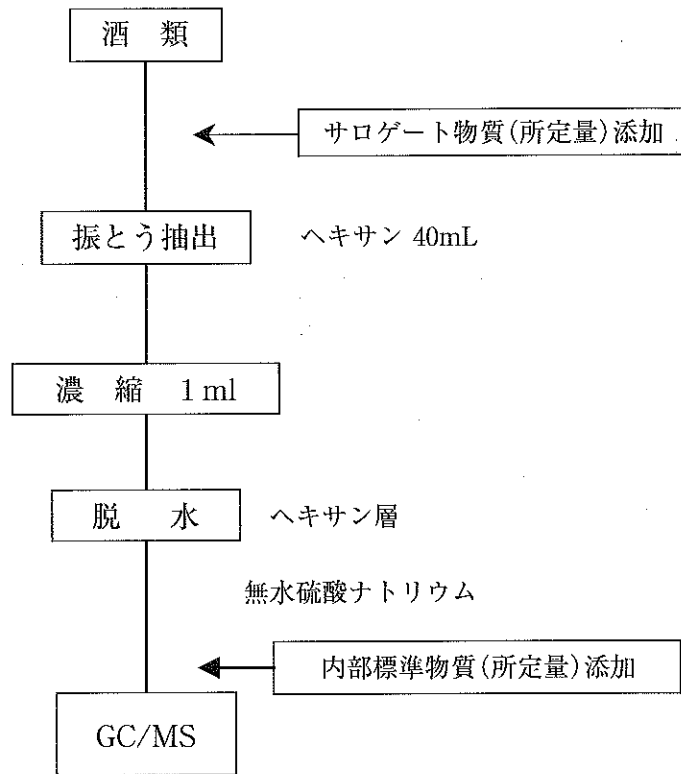 酒 類
サロゲート物質(所定量)添加
振とう抽出 ヘキサン 40mL
濃 縮 1 ml
脱 水 ヘキサン層
無水硫酸ナトリウム
内部標準物質(所定量)添加
GC/MS